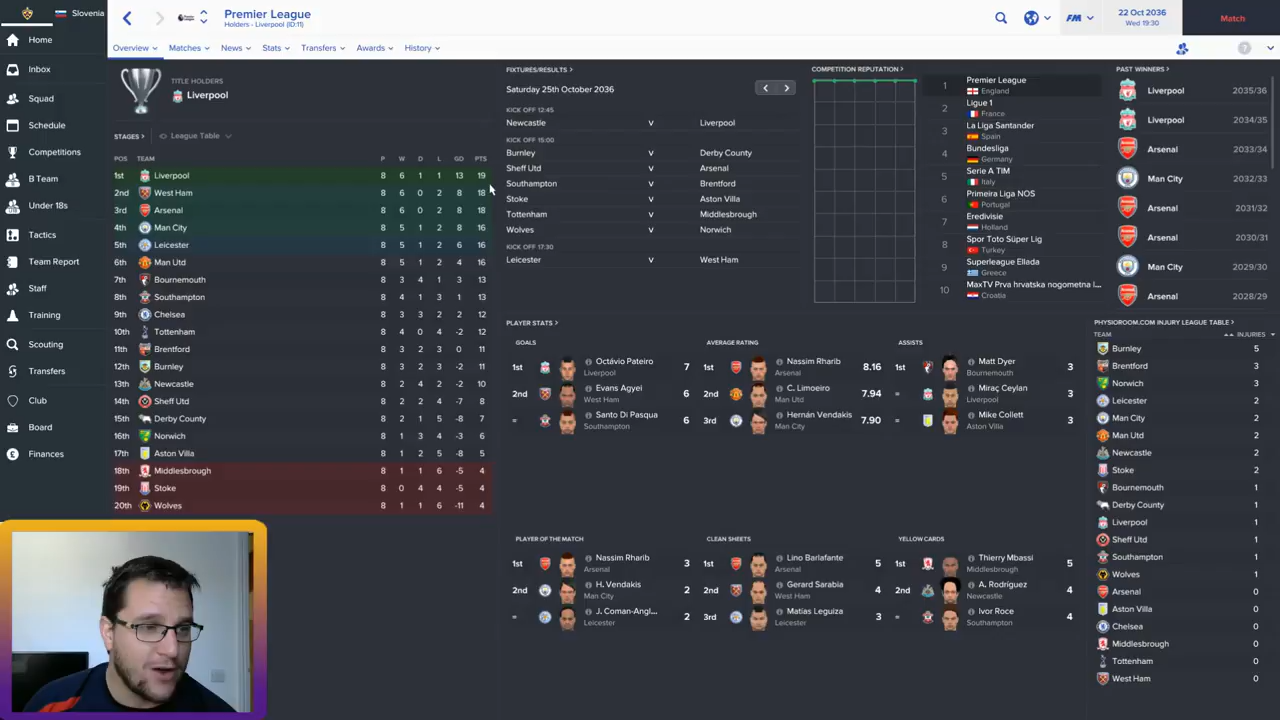 Slovenia
Home
Inbox
Squad
Schedule
Competitions
B Team
Under 18s
Tactics
Team Report
Staff
Training
Scouting
Transfers
Club
Board
Finances
Premier League
Holders - Liverpool (ID:11)
FM
22 Oct 2036
Wed 19:30
Match
Overview Matches News Stats Transfers Awards History
?
TITLE HOLDERS
Liverpool
STAGES > League Table
POS TEAM P W D L GD PTS
1st Liverpool 8 6 1 1 13 19
2nd West Ham 8 6 0 2 8 18
3rd Arsenal 8 6 0 2 8 18
4th Man City 8 5 1 2 8 16
5th Leicester 8 5 1 2 6 16
6th Man Utd 8 5 1 2 4 16
7th Bournemouth 8 3 4 1 3 13
8th Southampton 8 4 1 3 1 13
9th Chelsea 8 3 3 2 2 12
10th Tottenham 8 4 0 4 -2 12
11th Brentford 8 3 2 3 0 11
12th Burnley 8 3 2 3 -2 11
13th Newcastle 8 2 4 2 -2 10
14th Sheff Utd 8 2 2 4 -7 8
15th Derby County 8 2 1 5 -8 7
16th Norwich 8 1 3 4 -3 6
17th Aston Villa 8 1 2 5 -8 5
18th Middlesbrough 8 1 1 6 -5 4
19th Stoke 8 0 4 4 -5 4
20th Wolves 8 1 1 6 -11 4
FIXTURES/RESULTS >
Saturday 25th October 2036
KICK OFF 12:45
Newcastle v Liverpool
KICK OFF 15:00
Burnley v Derby County
Sheff Utd v Arsenal
Southampton v Brentford
Stoke v Aston Villa
Tottenham v Middlesbrough
Wolves v Norwich
KICK OFF 17:30
Leicester v West Ham
COMPETITION REPUTATION >
1 Premier League
England
2 Ligue 1
France
3 La Liga Santander
Spain
4 Bundesliga
Germany
5 Serie A TIM
Italy
6 Primeira Liga NOS
Portugal
7 Eredivisie
Holland
8 Spor Toto Süper Lig
Turkey
9 Superleague Ellada
Greece
10 MaxTV Prva hrvatska nogometna l...
Croatia
PAST WINNERS >
Liverpool 2035/36
Liverpool 2034/35
Arsenal 2033/34
Man City 2032/33
Arsenal 2031/32
Arsenal 2030/31
Man City 2029/30
Arsenal 2028/29
PLAYER STATS >
GOALS
1st Octávio Pateiro 7
Liverpool
2nd Evans Agyei 6
West Ham
= Santo Di Pasqua 6
Southampton
AVERAGE RATING
1st Nassim Rharib 8.16
Arsenal
2nd C. Limoeiro 7.94
Man Utd
3rd Hernán Vendakis 7.90
Man City
ASSISTS
1st Matt Dyer 3
Bournemouth
= Miraç Ceylan 3
Liverpool
= Mike Collett 3
Aston Villa
PLAYER OF THE MATCH
1st Nassim Rharib 3
Arsenal
2nd H. Vendakis 2
Man City
= J. Coman-Angl... 2
Leicester
CLEAN SHEETS
1st Lino Barlafante 5
Arsenal
2nd Gerard Sarabia 4
West Ham
3rd Matías Leguiza 3
Leicester
YELLOW CARDS
1st Thierry Mbassi 5
Middlesbrough
2nd A. Rodríguez 4
Newcastle
= Ivor Roce 4
Southampton
PHYSIOROOM.COM INJURY LEAGUE TABLE >
TEAM INJURIES
Burnley 5
Brentford 3
Norwich 3
Leicester 2
Man City 2
Man Utd 2
Newcastle 2
Stoke 2
Bournemouth 1
Derby County 1
Liverpool 1
Sheff Utd 1
Southampton 1
Wolves 1
Arsenal 0
Aston Villa 0
Chelsea 0
Middlesbrough 0
Tottenham 0
West Ham 0